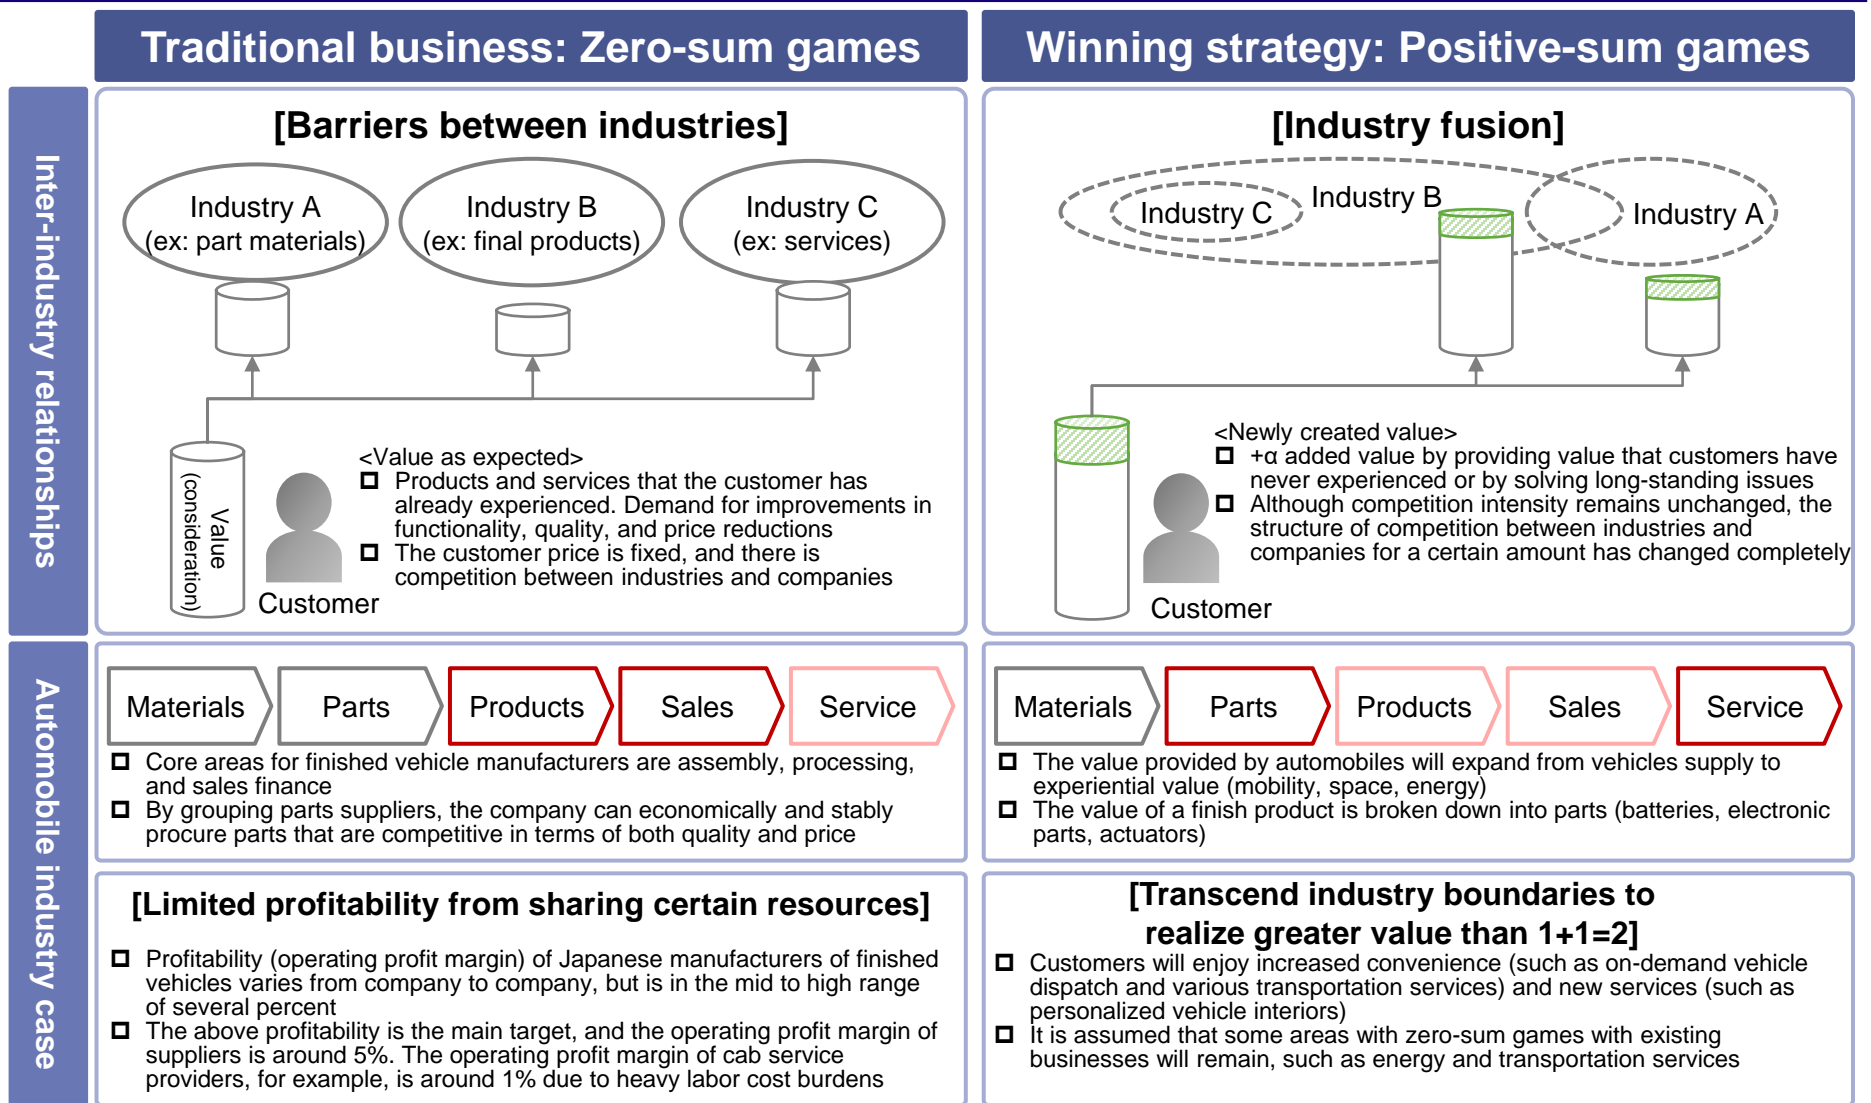 Traditional business: Zero-sum games
Winning strategy: Positive-sum games
Inter-industry relationships
[Barriers between industries]
Industry A
(ex: part materials)
Industry B
(ex: final products)
Industry C
(ex: services)
Value
(consideration)
Customer
<Value as expected>
Products and services that the customer has
already experienced. Demand for improvements in
functionality, quality, and price reductions
The customer price is fixed, and there is
competition between industries and companies
[Industry fusion]
Industry C
Industry B
Industry A
Customer
<Newly created value>
+α added value by providing value that customers have
never experienced or by solving long-standing issues
Although competition intensity remains unchanged, the
structure of competition between industries and
companies for a certain amount has changed completely
Automobile industry case
Materials
Parts
Products
Sales
Service
Core areas for finished vehicle manufacturers are assembly, processing,
and sales finance
By grouping parts suppliers, the company can economically and stably
procure parts that are competitive in terms of both quality and price
Materials
Parts
Products
Sales
Service
The value provided by automobiles will expand from vehicles supply to
experiential value (mobility, space, energy)
The value of a finish product is broken down into parts (batteries, electronic
parts, actuators)
[Limited profitability from sharing certain resources]
Profitability (operating profit margin) of Japanese manufacturers of finished
vehicles varies from company to company, but is in the mid to high range
of several percent
The above profitability is the main target, and the operating profit margin of
suppliers is around 5%. The operating profit margin of cab service
providers, for example, is around 1% due to heavy labor cost burdens
[Transcend industry boundaries to
realize greater value than 1+1=2]
Customers will enjoy increased convenience (such as on-demand vehicle
dispatch and various transportation services) and new services (such as
personalized vehicle interiors)
It is assumed that some areas with zero-sum games with existing
businesses will remain, such as energy and transportation services